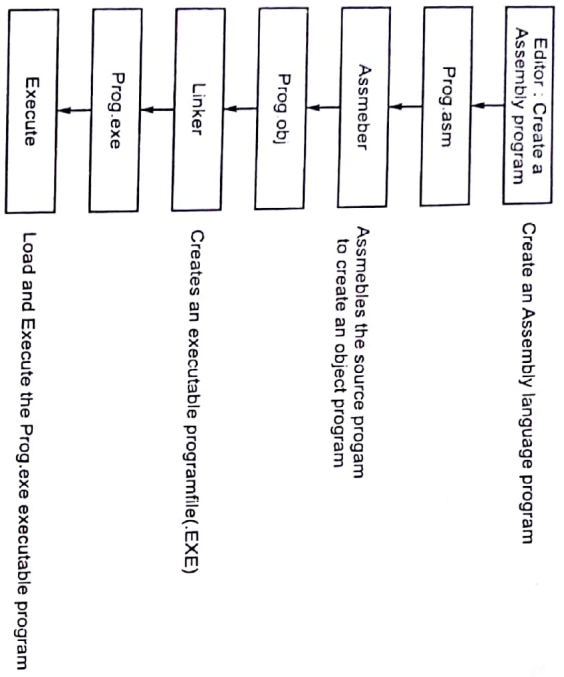 Editor : Create a
Assembly program
Create an Assembly language program
Prog.asm
Assmeber
Assmebles the source progam
to create an object program
Prog.obj
Linker
Creates an executable programfile(.EXE)
Prog.exe
Execute
Load and Execute the Prog.exe executable program